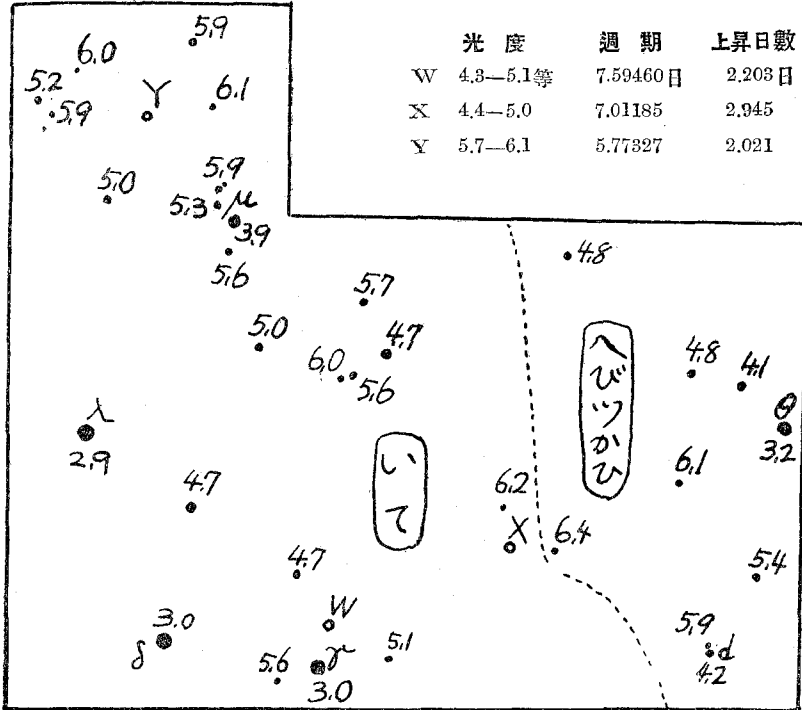 光度 週期 上昇日數
W 4.3—5.1等 7.59460日 2.203日
X 4.4—5.0 7.01185 2.945
Y 5.7—6.1 5.77327 2.021
5.9
6.0
5.2
Y
6.1
5.9
5.9
5.0
5.3
μ
3.9
5.6
4.8
5.7
5.0
4.7
へびツかひ
4.8
4.1
6.0
5.6
θ
3.2
λ
2.9
いて
4.7
6.2
6.1
X
6.4
4.7
5.4
W
3.0
δ
5.9
d
4.2
5.6
γ
3.0
5.1